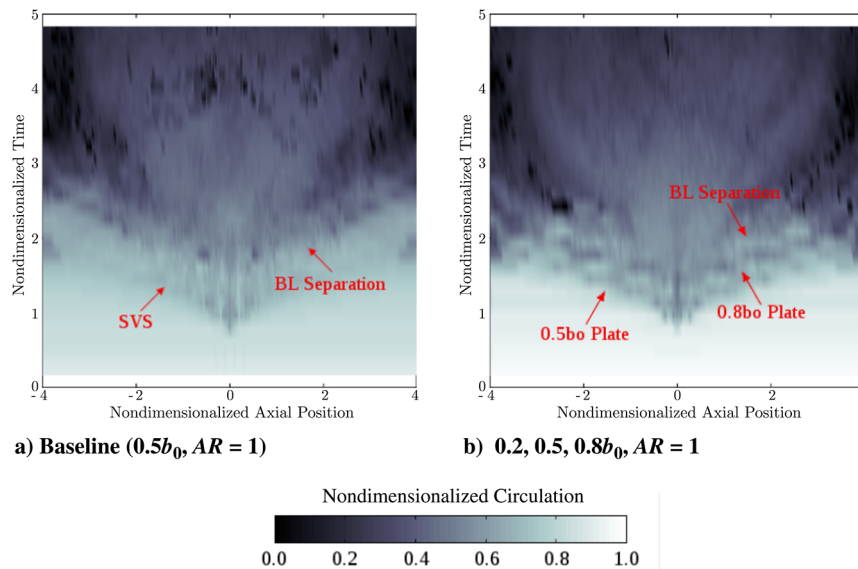 5
4
3
2
1
0
Nondimensionalized Time
SVS
BL Separation
- 4
-2
0
2
4
Nondimensionalized Axial Position
a) Baseline (0.5b0, AR = 1)
5
4
3
2
1
0
Nondimensionalized Time
BL Separation
0.5bo Plate
0.8bo Plate
-4
-2
0
2
Nondimensionalized Axial Position
b) 0.2, 0.5, 0.8b0, AR = 1
Nondimensionalized Circulation
0.0 0.2 0.4 0.6 0.8 1.0